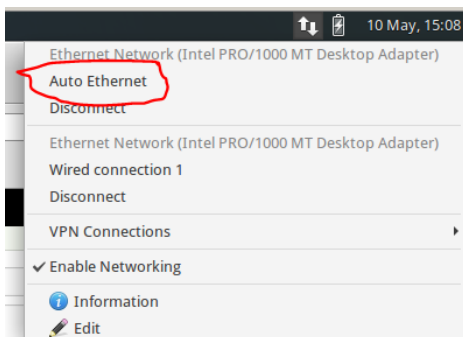 10 May, 15:08
Ethernet Network (Intel PRO/1000 MT Desktop Adapter)
Auto Ethernet
Disconnect
Ethernet Network (Intel PRO/1000 MT Desktop Adapter)
Wired connection 1
Disconnect
VPN Connections
Enable Networking
Information
Edit